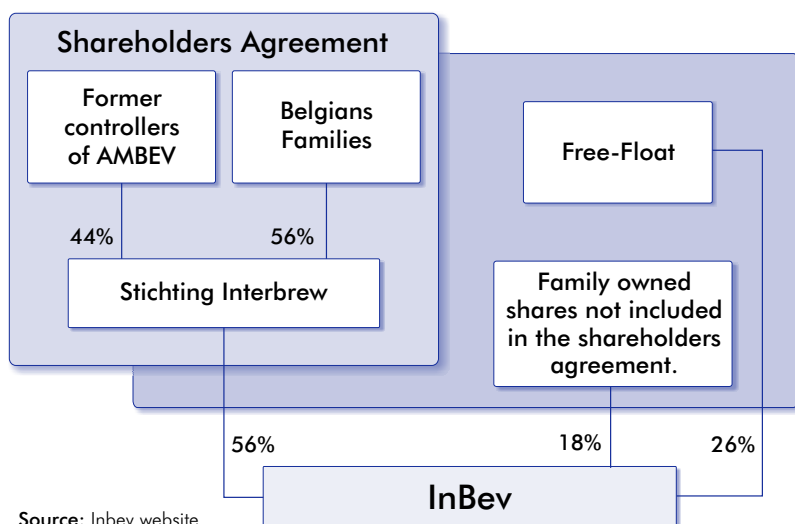 Shareholders Agreement
Former
controllers
of AMBEV
Belgians
Families
Free-Float
44%
56%
Stichting Interbrew
Family owned
shares not included
in the shareholders
agreement.
56%
18%
26%
InBev
Source: Inbev website